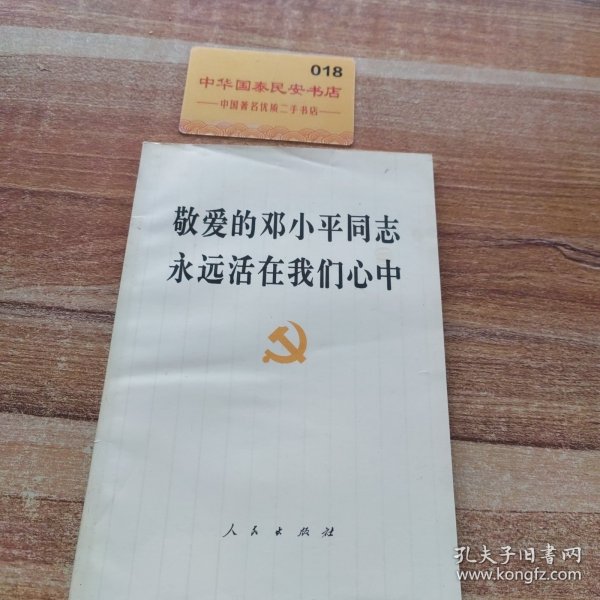 018
中华国泰民安书店
中国著名优质二手书店
敬爱的邓小平同志
永远活在我们心中
人民出版社
孔夫子旧书网
www.kongfz.com